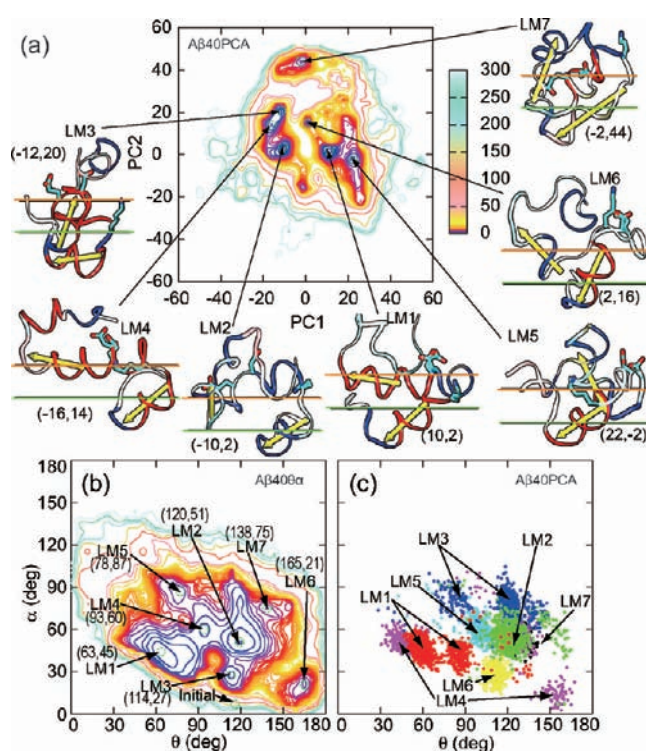 (a)
Aβ40PCA
LM7
PC2
60
40
20
0
-20
-40
-60
-60 -40 -20 0 20 40 60
PC1
300
250
200
150
100
50
0
(-2,44)
LM3
(-12,20)
LM6
(2,16)
LM4
(-16,14)
LM2
(-10,2)
LM1
(10,2)
LM5
(22,-2)
(b)
Aβ40θα
α (deg)
180
150
120
90
60
30
0
0 30 60 90 120 150 180
θ (deg)
(120,51)
LM2
(138,75)
LM7
(165,21)
LM6
LM5
(78,87)
LM4
(93,60)
(63,45)
LM1
LM3
(114,27)
Initial
(c)
Aβ40PCA
0 30 60 90 120 150 180
θ (deg)
LM3
LM2
LM5
LM1
LM7
LM6
LM4